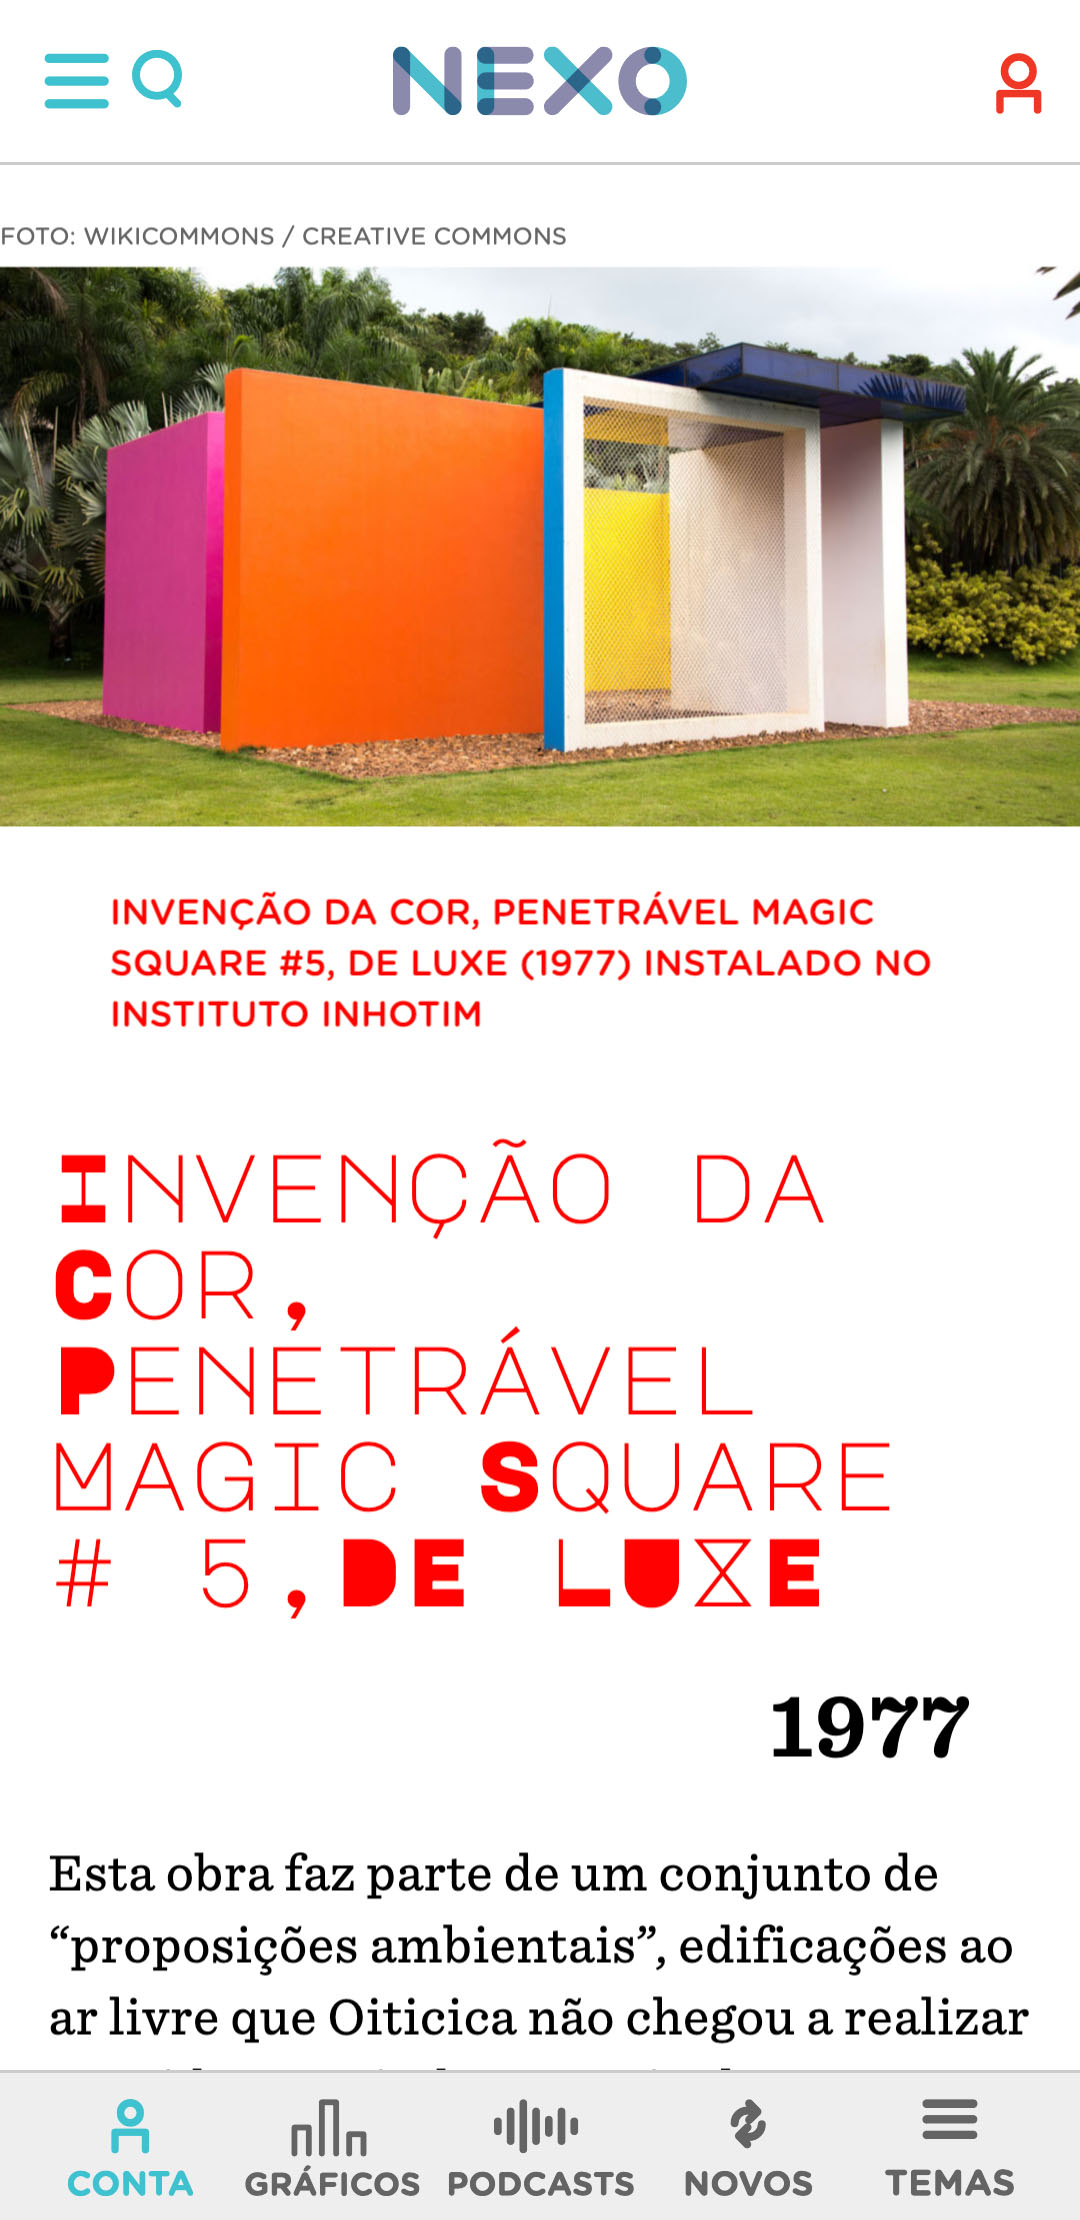 NEXO
FOTO: WIKICOMMONS / CREATIVE COMMONS
INVENÇÃO DA COR, PENETRÁVEL MAGIC
SQUARE #5, DE LUXE (1977) INSTALADO NO
INSTITUTO INHOTIM
INVENÇÃO DA
COR,
PENETRÁVEL
MAGIC SQUARE
# 5,DE LUXE
1977
Esta obra faz parte de um conjunto de
“proposições ambientais”, edificações ao
ar livre que Oiticica não chegou a realizar
CONTA GRÁFICOS PODCASTS NOVOS TEMAS